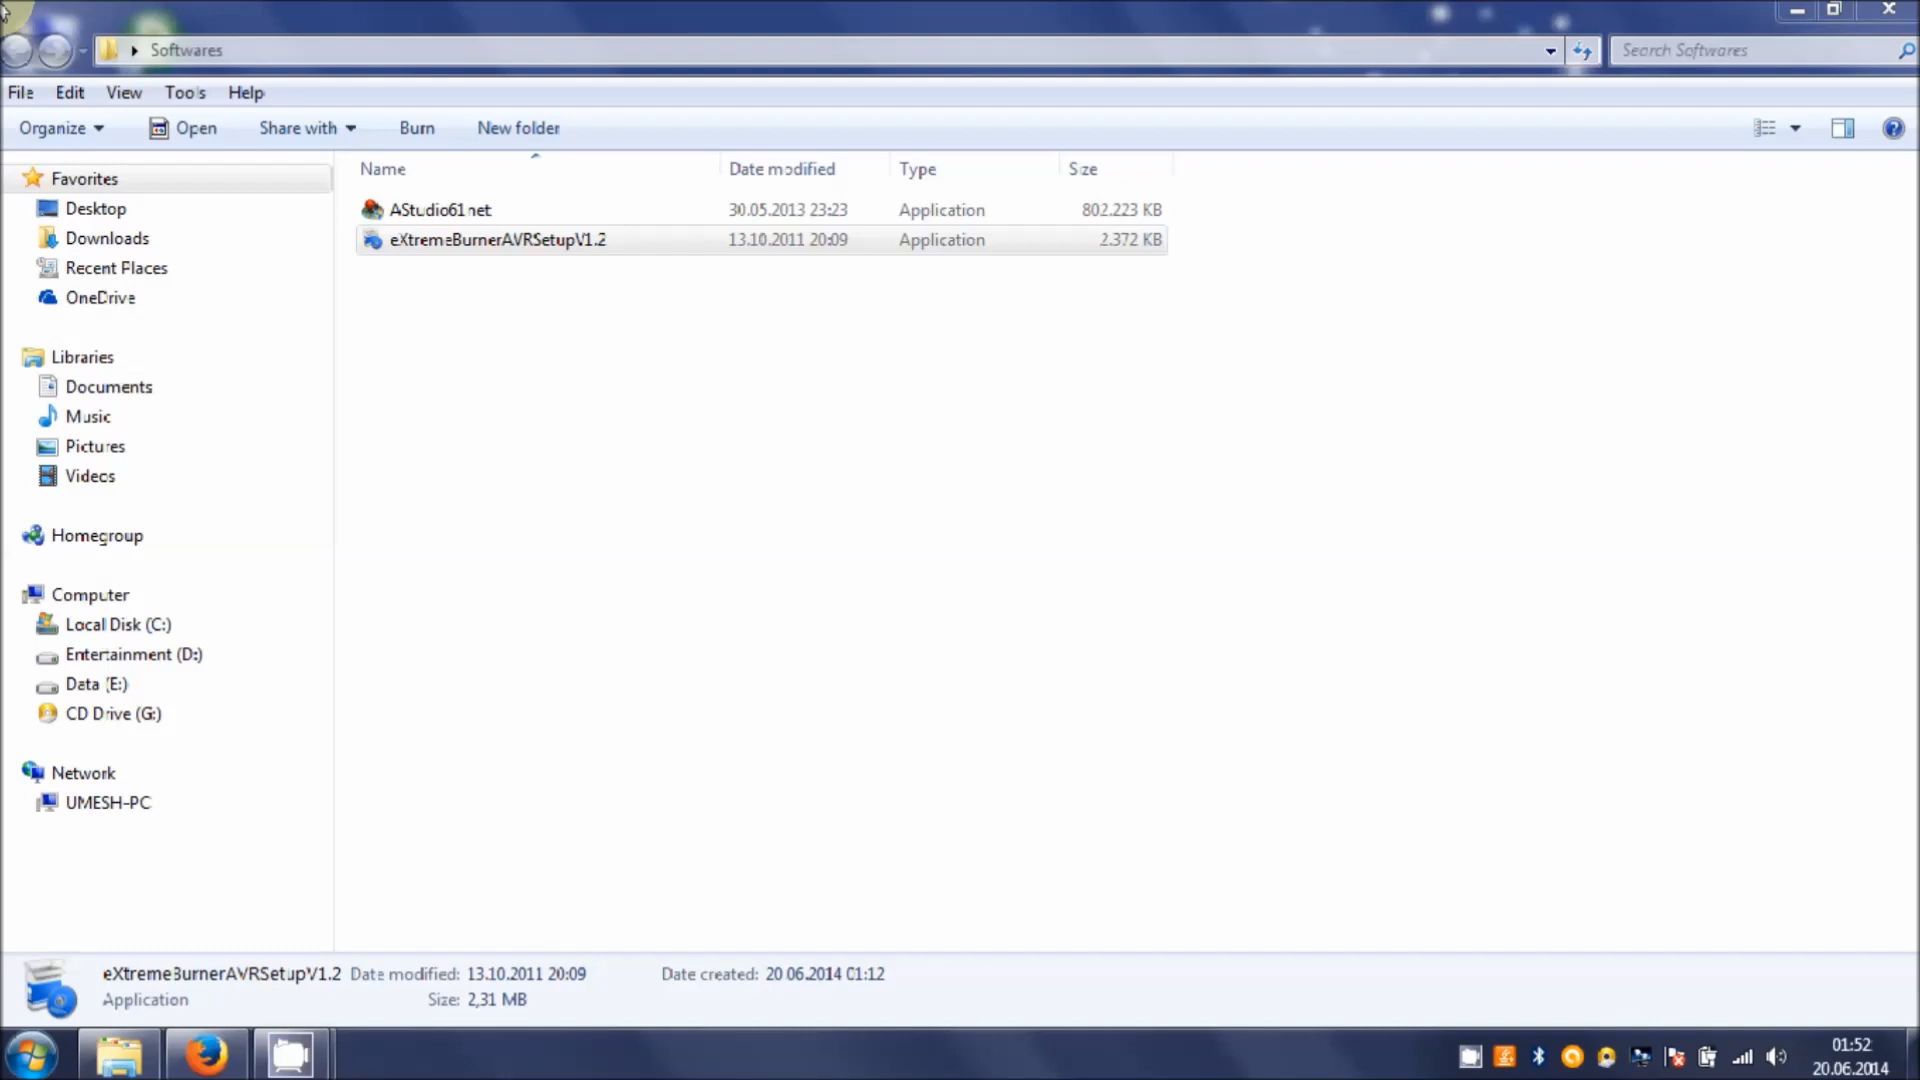 Softwares
Search Softwares
File Edit View Tools Help
Organize Open Share with Burn New folder
Name Date modified Type Size
AStudio61net 30.05.2013 23:23 Application 802.223 KB
eXtremeBurnerAVRSetupV1.2 13.10.2011 20:09 Application 2.372 KB
Favorites
Desktop
Downloads
Recent Places
OneDrive
Libraries
Documents
Music
Pictures
Videos
Homegroup
Computer
Local Disk (C:)
Entertainment (D:)
Data (E:)
CD Drive (G:)
Network
UMESH-PC
eXtremeBurnerAVRSetupV1.2 Date modified: 13.10.2011 20:09 Date created: 20.06.2014 01:12
Application Size: 2,31 MB
01:52
20.06.2014